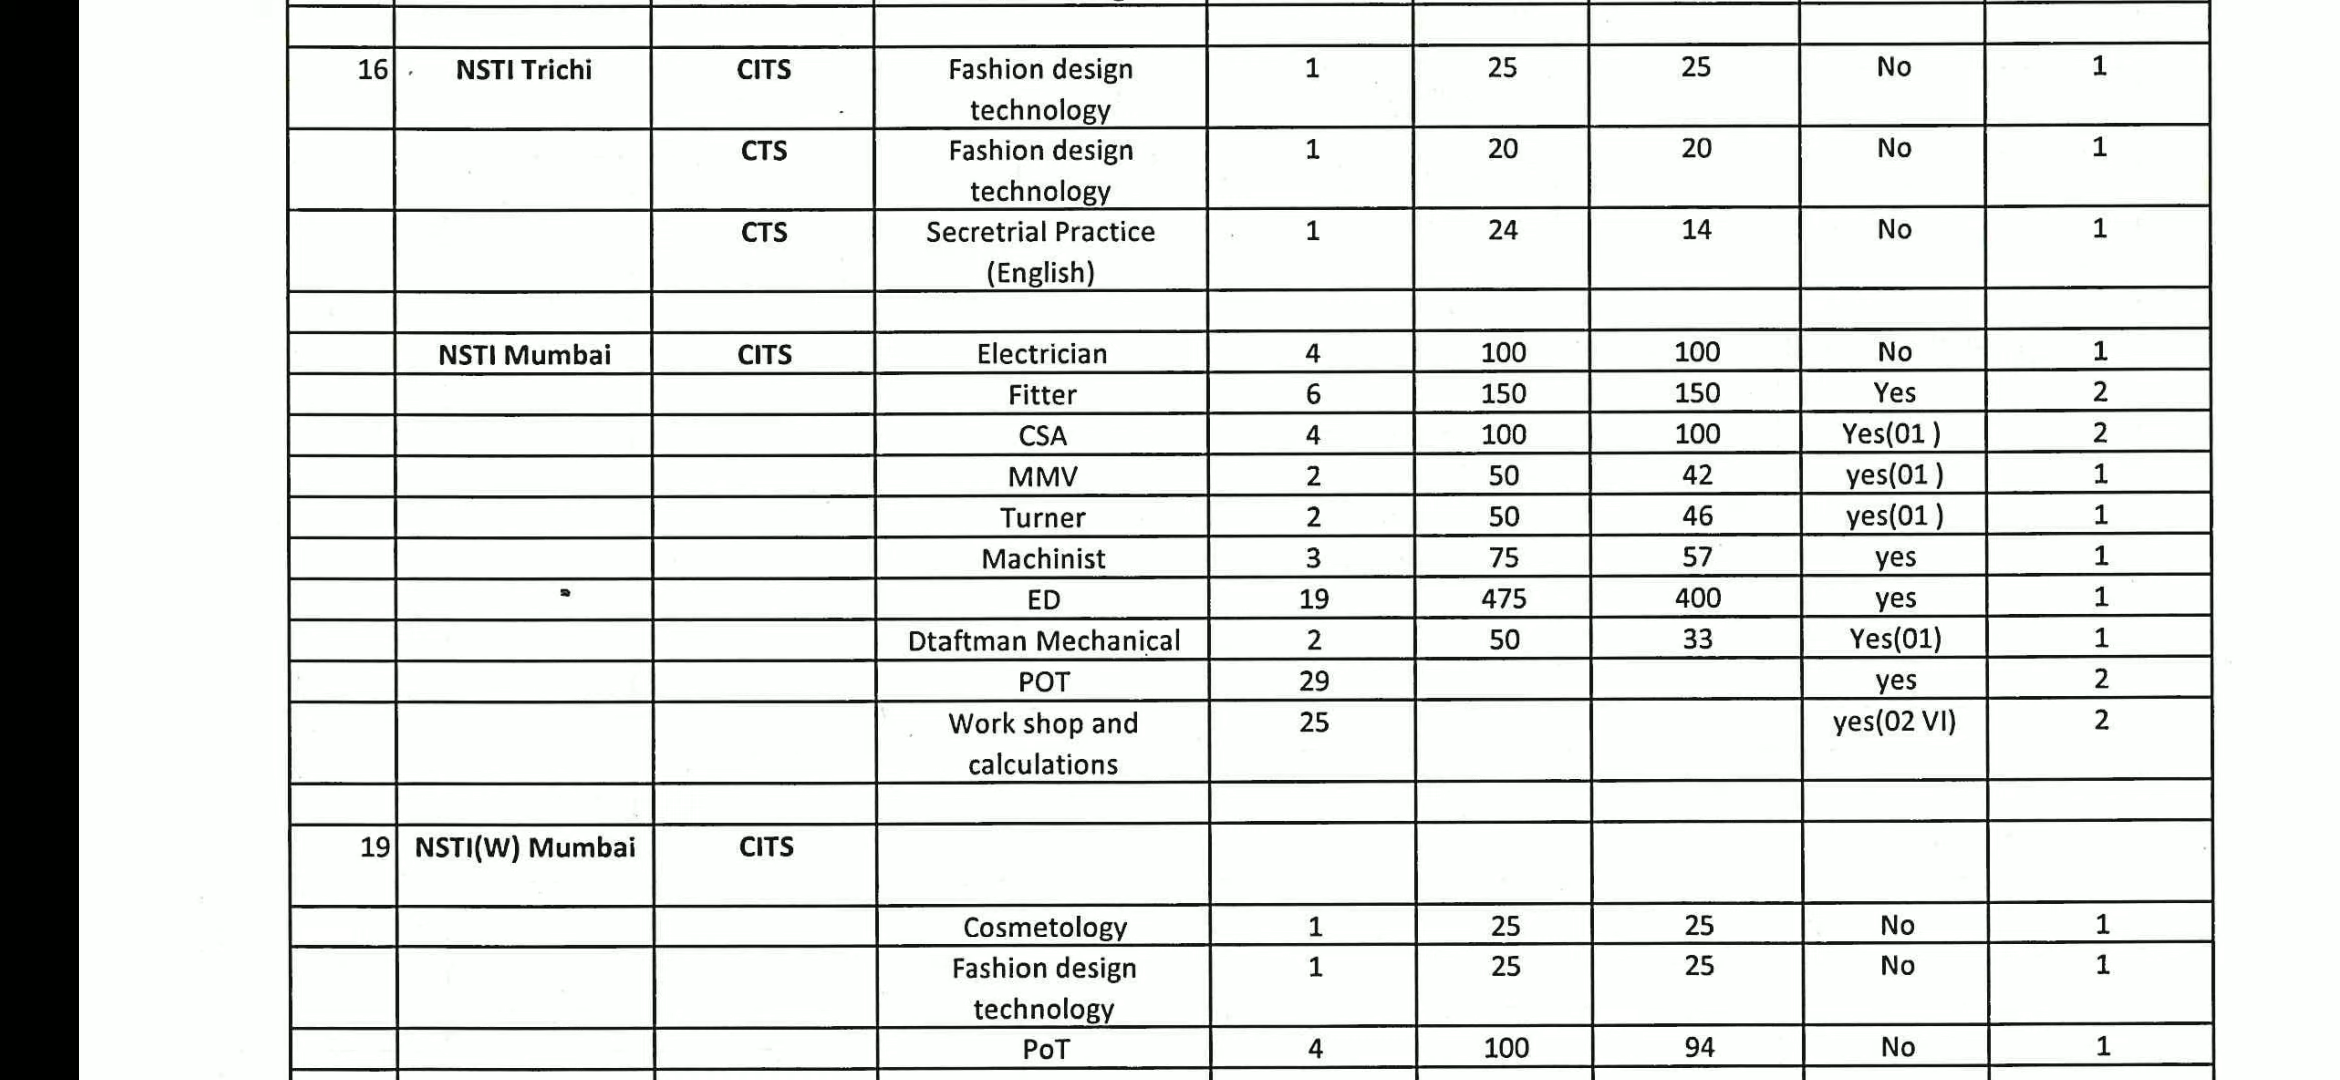 16 NSTI Trichi CITS Fashion design 1 25 25 No 1
technology
CTS Fashion design 1 20 20 No 1
technology
CTS Secretrial Practice 1 24 14 No 1
(English)
NSTI Mumbai CITS Electrician 4 100 100 No 1
Fitter 6 150 150 Yes 2
CSA 4 100 100 Yes(01 ) 2
MMV 2 50 42 yes(01 ) 1
Turner 2 50 46 yes(01 ) 1
Machinist 3 75 57 yes 1
ED 19 475 400 yes 1
Dtaftman Mechanical 2 50 33 Yes(01) 1
POT 29 yes 2
Work shop and 25 yes(02 VI) 2
calculations
19 NSTI(W) Mumbai CITS
Cosmetology 1 25 25 No 1
Fashion design 1 25 25 No 1
technology
PoT 4 100 94 No 1